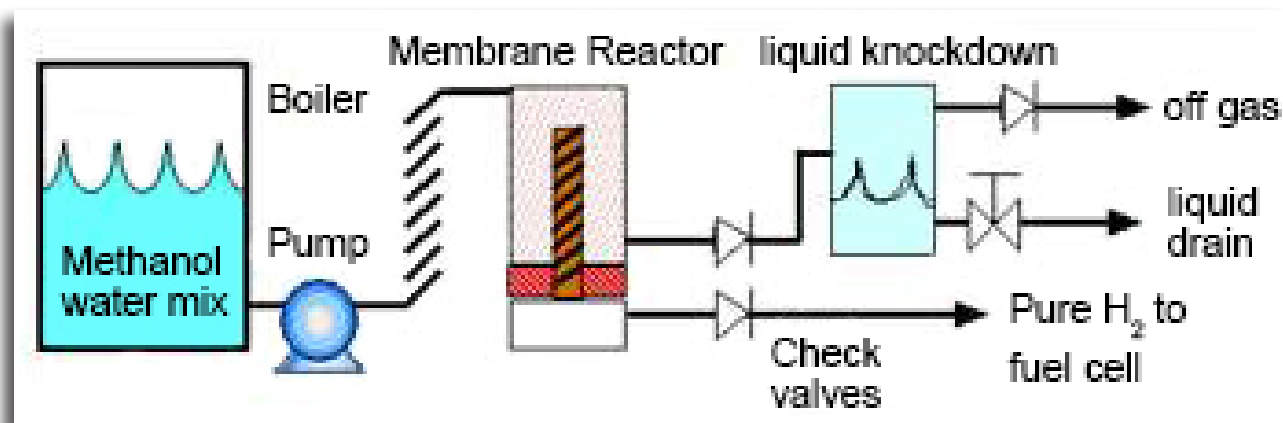 Membrane Reactor
liquid knockdown
Boiler
off gas
Pump
liquid
drain
Methanol
water mix
Pure H₂ to
fuel cell
Check
valves